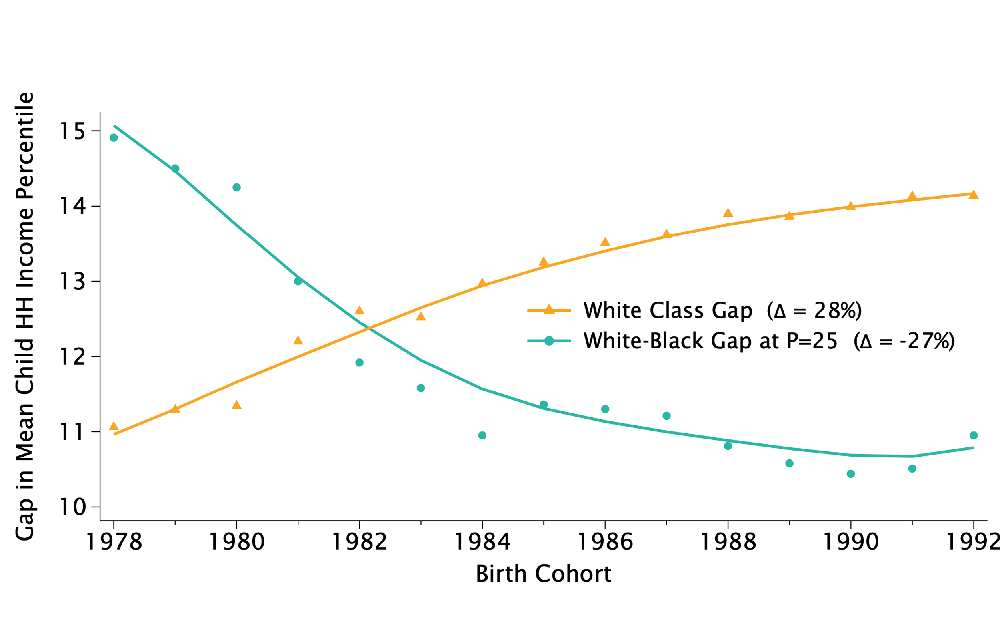 Gap in Mean Child HH Income Percentile
15
14
13
12
11
10
White Class Gap (Δ = 28%)
White-Black Gap at P=25 (Δ = -27%)
1978 1980 1982 1984 1986 1988 1990 1992
Birth Cohort